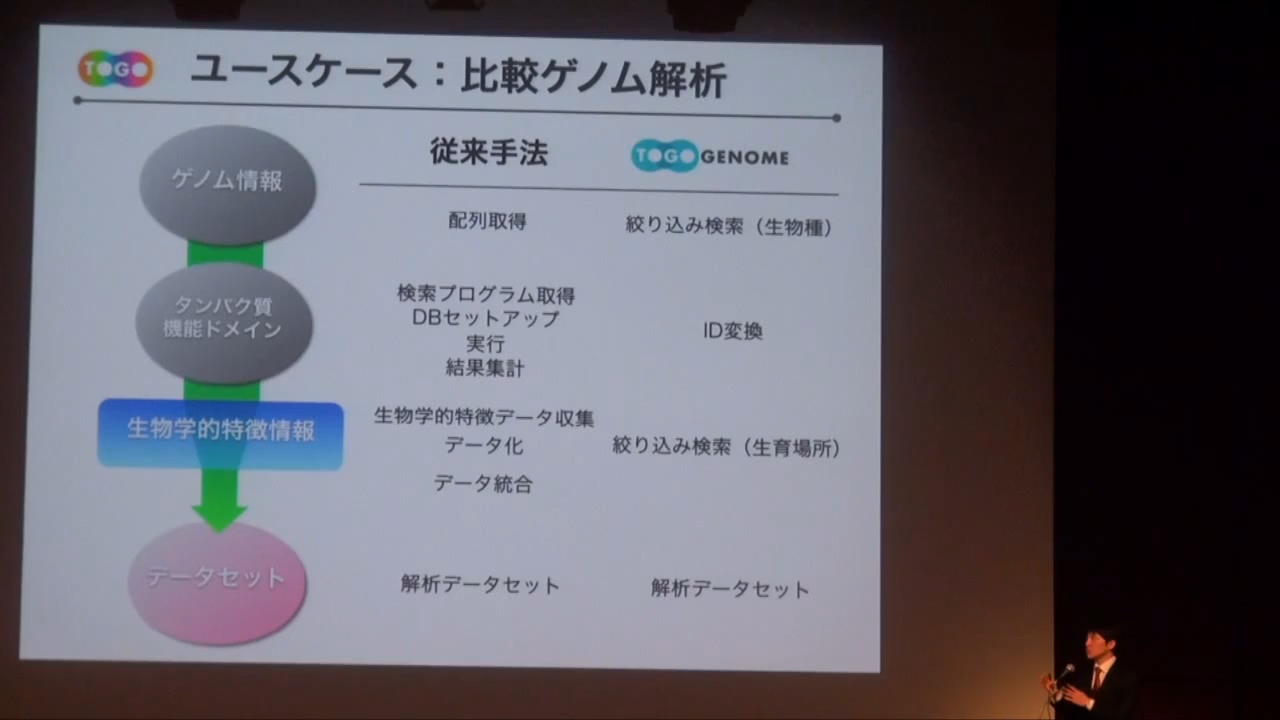 TOGO
ユースケース：比較ゲノム解析
従来手法
TOGO GENOME
ゲノム情報
配列取得
絞り込み検索（生物種）
タンパク質
機能ドメイン
検索プログラム取得
DBセットアップ
実行
結果集計
ID変換
生物学的特徴情報
生物学的特徴データ収集
データ化
データ統合
絞り込み検索（生育場所）
データセット
解析データセット
解析データセット